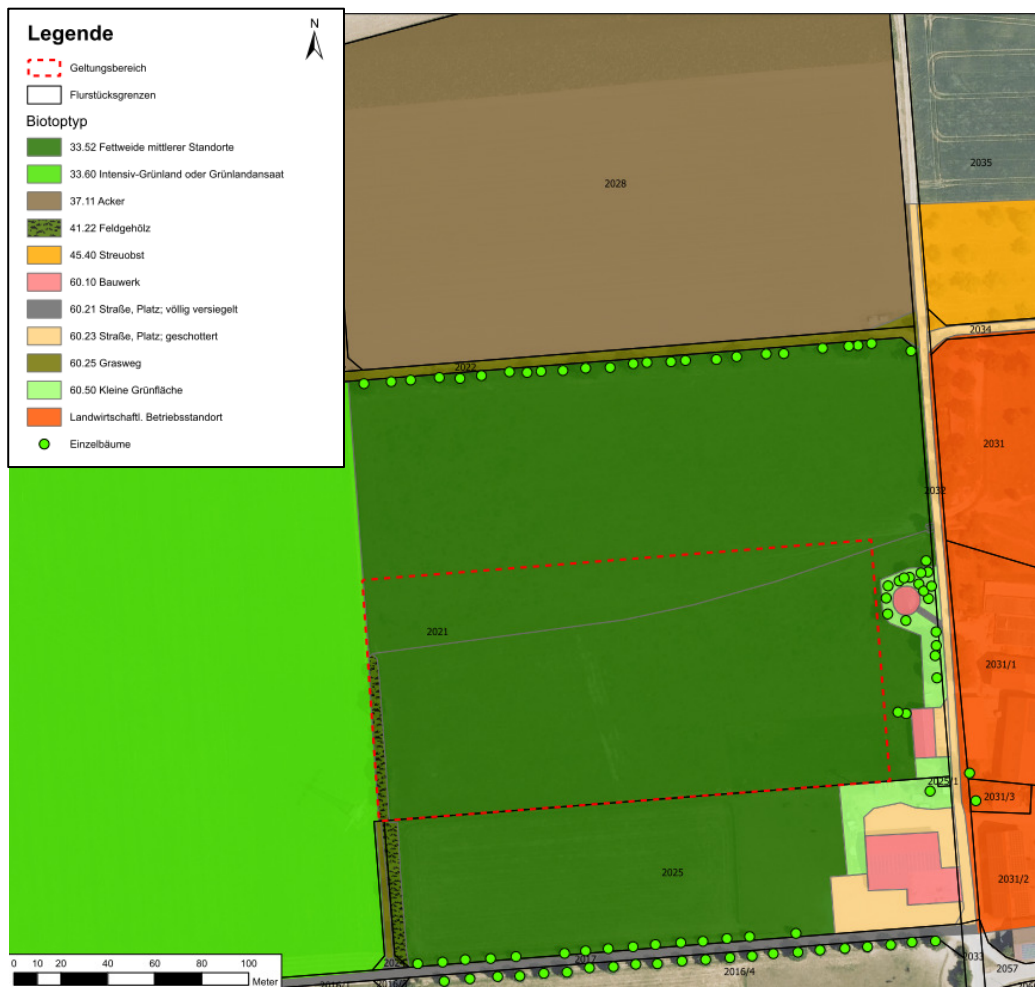 Legende
N
Geltungsbereich
Flurstücksgrenzen
Biotoptyp
33.52 Fettweide mittlerer Standorte
33.60 Intensiv-Grünland oder Grünlandansaat
37.11 Acker
41.22 Feldgehölz
45.40 Streuobst
60.10 Bauwerk
60.21 Straße, Platz; völlig versiegelt
60.23 Straße, Platz; geschottert
60.25 Grasweg
60.50 Kleine Grünfläche
Landwirtschaftl. Betriebsstandort
Einzelbäume
2035
2028
2034
2022
2031
2032
2021
2031/1
2025/1
2031/3
2025
2031/2
2017
2033
2016/4
2057
0 10 20 40 60 80 100
Meter